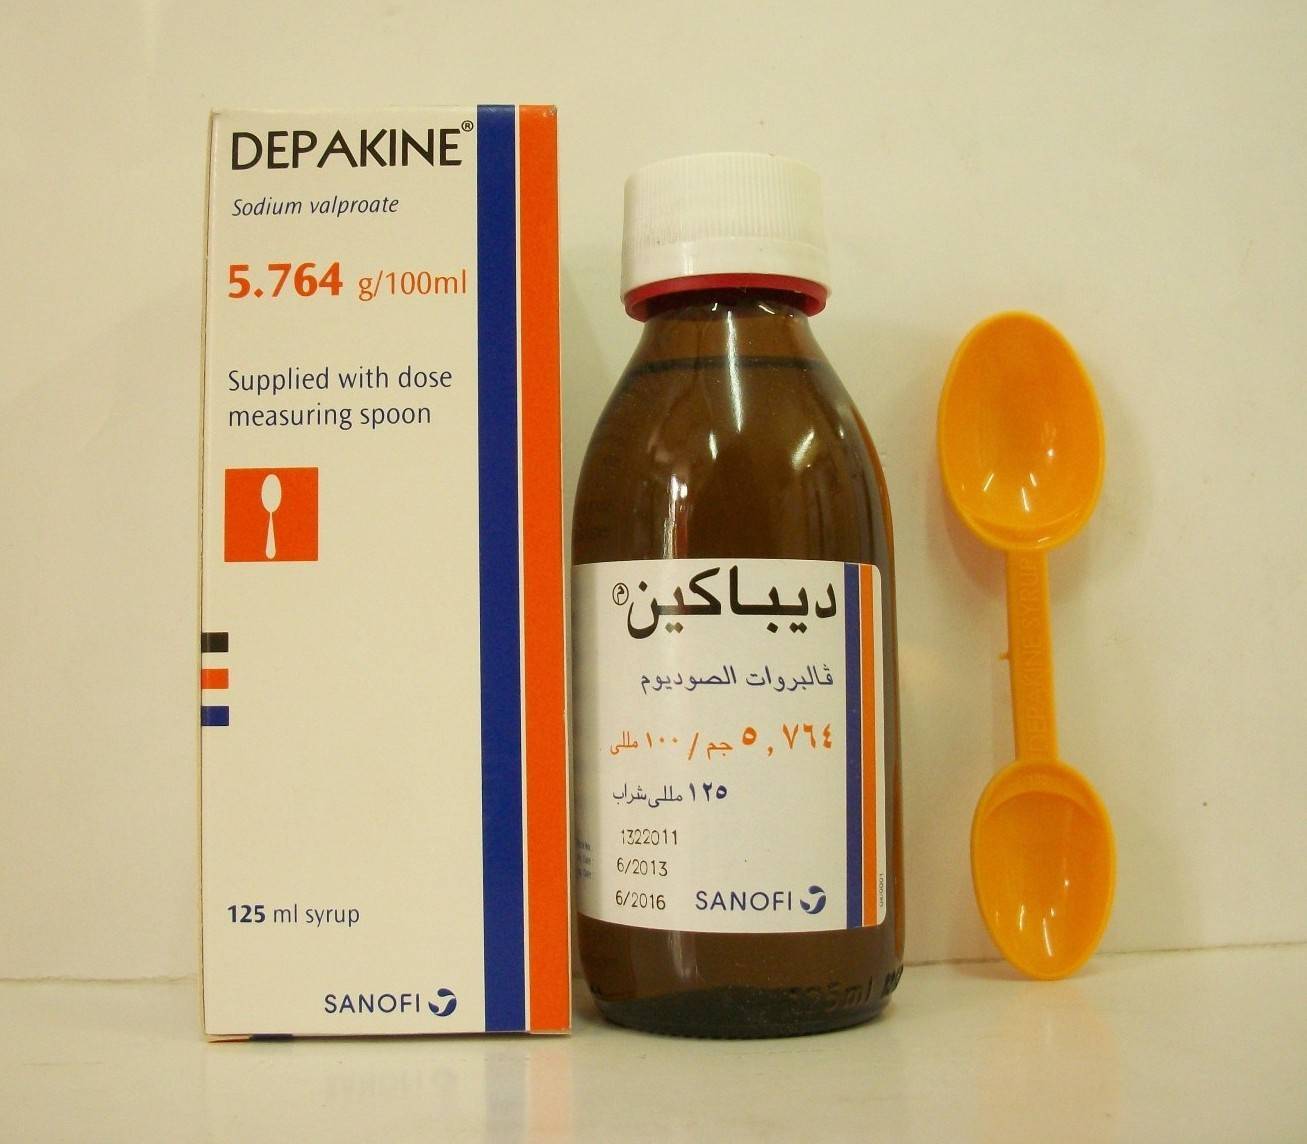 DEPAKINE®
Sodium valproate
5.764 g/100ml
Supplied with dose
measuring spoon
125 ml syrup
SANOFI
ديباكين
ڤالبروات الصوديوم
٥,٧٦٤ جم / ١٠٠ مللى
١٢٥ مللى شراب
1322011
6/2013
6/2016
SANOFI
DEPAKINE SYRUP